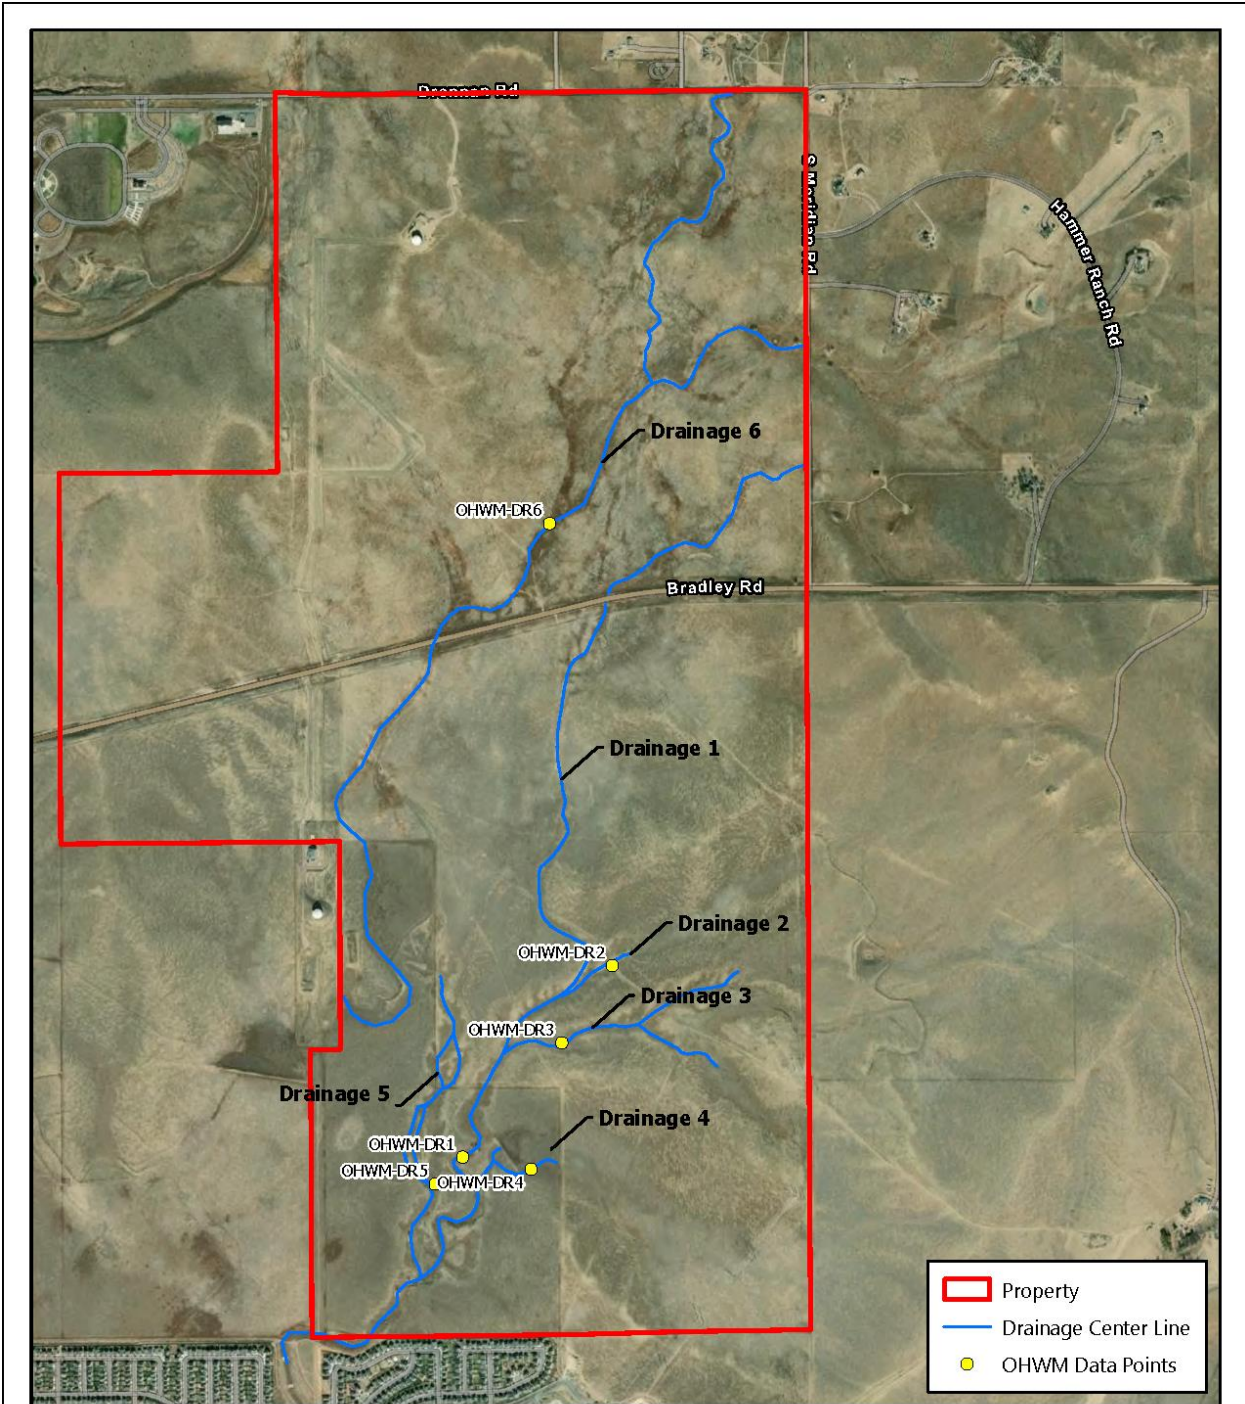 Drennan Rd
S Meridian Rd
Hammer Ranch Rd
Drainage 6
OHWM-DR6
Bradley Rd
Drainage 1
Drainage 2
OHWM-DR2
Drainage 3
OHWM-DR3
Drainage 5
Drainage 4
OHWM-DR1
OHWM-DR5
OHWM-DR4
Property
Drainage Center Line
OHWM Data Points